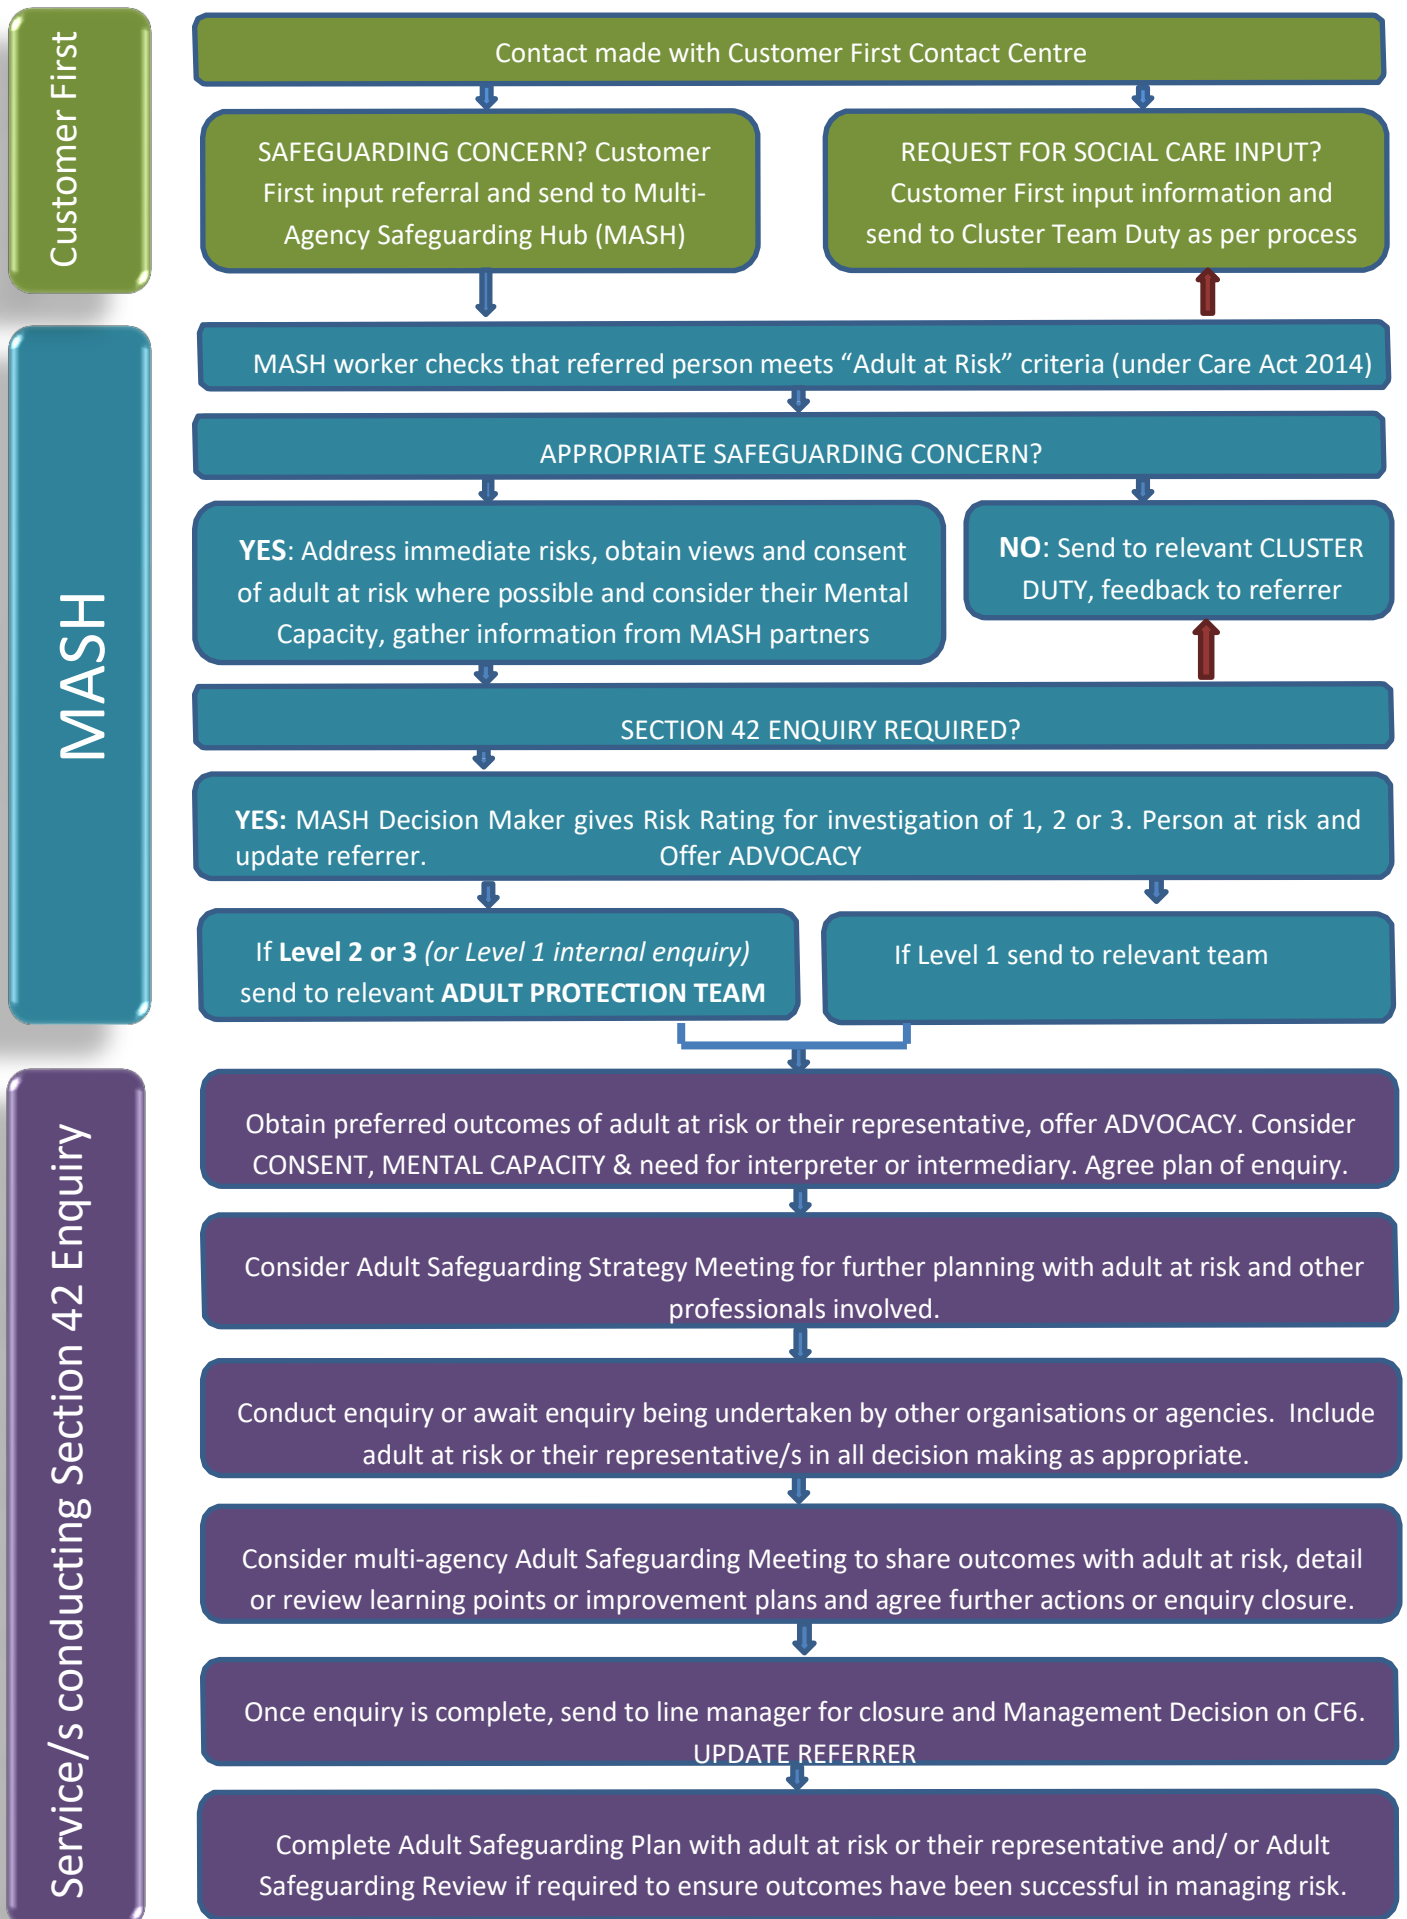 Customer First
Contact made with Customer First Contact Centre
SAFEGUARDING CONCERN? Customer
First input referral and send to Multi-
Agency Safeguarding Hub (MASH)
REQUEST FOR SOCIAL CARE INPUT?
Customer First input information and
send to Cluster Team Duty as per process
MASH
MASH worker checks that referred person meets “Adult at Risk” criteria (under Care Act 2014)
APPROPRIATE SAFEGUARDING CONCERN?
YES: Address immediate risks, obtain views and consent
of adult at risk where possible and consider their Mental
Capacity, gather information from MASH partners
NO: Send to relevant CLUSTER
DUTY, feedback to referrer
SECTION 42 ENQUIRY REQUIRED?
YES: MASH Decision Maker gives Risk Rating for investigation of 1, 2 or 3. Person at risk and
update referrer. Offer ADVOCACY
If Level 2 or 3 (or Level 1 internal enquiry)
send to relevant ADULT PROTECTION TEAM
If Level 1 send to relevant team
Service/s conducting Section 42 Enquiry
Obtain preferred outcomes of adult at risk or their representative, offer ADVOCACY. Consider
CONSENT, MENTAL CAPACITY & need for interpreter or intermediary. Agree plan of enquiry.
Consider Adult Safeguarding Strategy Meeting for further planning with adult at risk and other
professionals involved.
Conduct enquiry or await enquiry being undertaken by other organisations or agencies. Include
adult at risk or their representative/s in all decision making as appropriate.
Consider multi-agency Adult Safeguarding Meeting to share outcomes with adult at risk, detail
or review learning points or improvement plans and agree further actions or enquiry closure.
Once enquiry is complete, send to line manager for closure and Management Decision on CF6.
UPDATE REFERRER
Complete Adult Safeguarding Plan with adult at risk or their representative and/ or Adult
Safeguarding Review if required to ensure outcomes have been successful in managing risk.